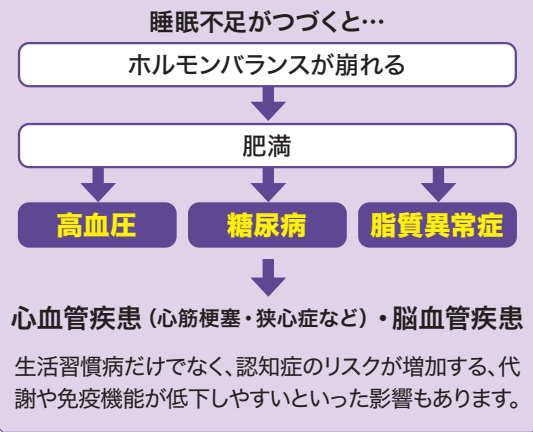 睡眠不足がつづくと…
ホルモンバランスが崩れる
肥満
高血圧
糖尿病
脂質異常症
心血管疾患（心筋梗塞・狭心症など）・脳血管疾患
生活習慣病だけでなく、認知症のリスクが増加する、代
謝や免疫機能が低下しやすいといった影響もあります。